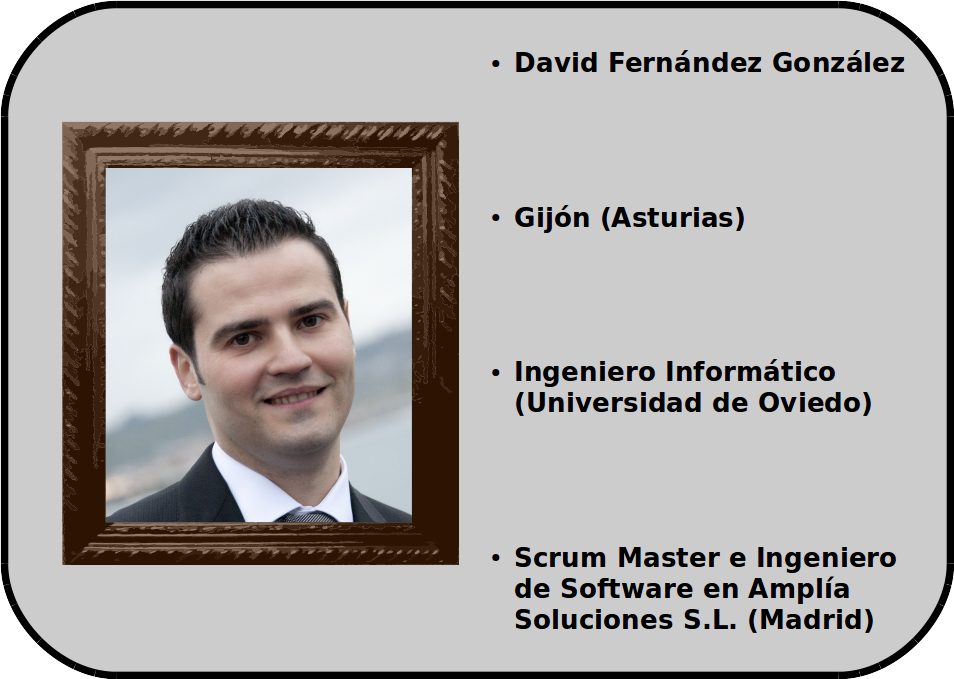 • David Fernández González
• Gijón (Asturias)
• Ingeniero Informático
(Universidad de Oviedo)
• Scrum Master e Ingeniero
de Software en Amplía
Soluciones S.L. (Madrid)